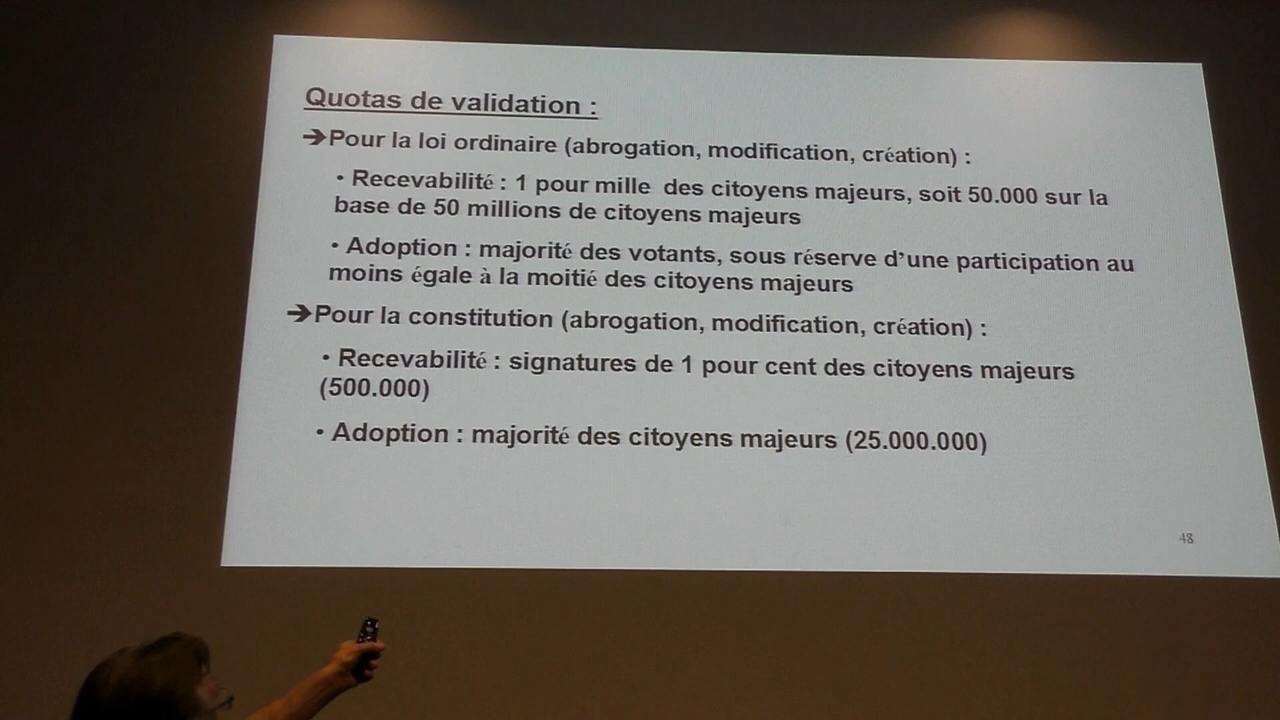 Quotas de validation :
➔Pour la loi ordinaire (abrogation, modification, création) :
• Recevabilité : 1 pour mille des citoyens majeurs, soit 50.000 sur la
base de 50 millions de citoyens majeurs
• Adoption : majorité des votants, sous réserve d’une participation au
moins égale à la moitié des citoyens majeurs
➔Pour la constitution (abrogation, modification, création) :
• Recevabilité : signatures de 1 pour cent des citoyens majeurs
(500.000)
• Adoption : majorité des citoyens majeurs (25.000.000)
48